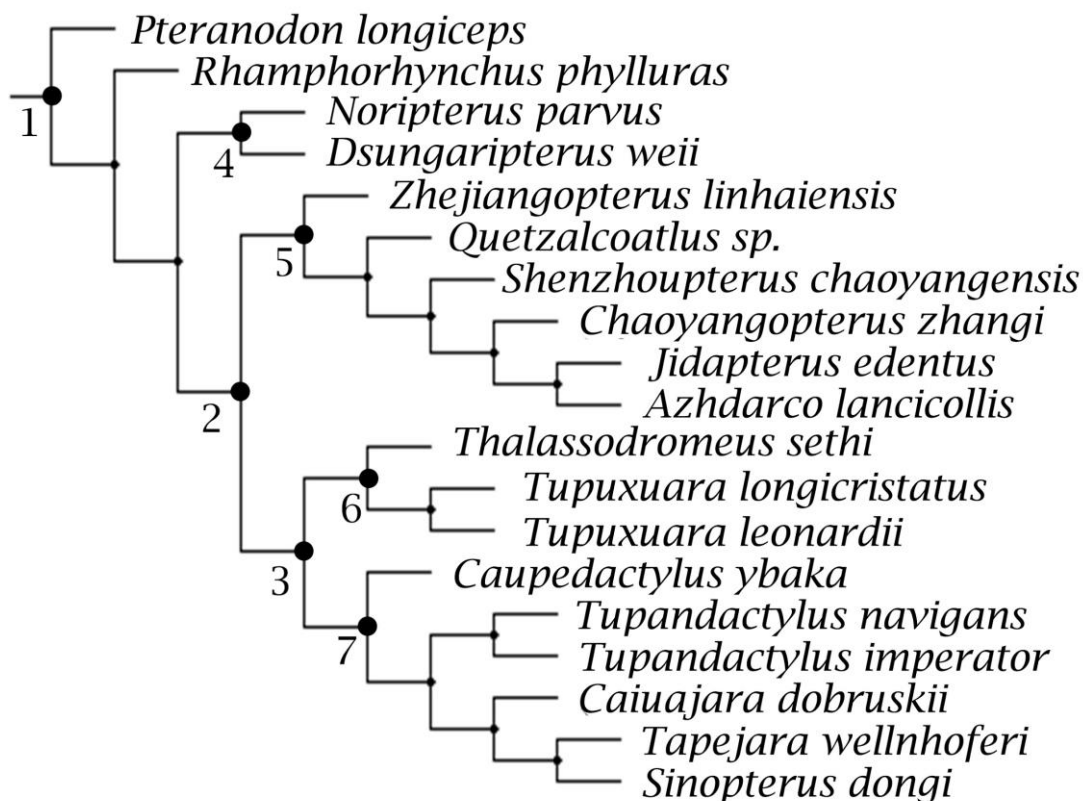 Pteranodon longiceps
Rhamphorhynchus phylluras
1
Noripterus parvus
4
Dsungaripterus weii
Zhejiangopterus linhaiensis
5
Quetzalcoatlus sp.
Shenzhoupterus chaoyangensis
Chaoyangopterus zhangi
Jidapterus edentus
2
Azhdarco lancicollis
Thalassodromeus sethi
6
Tupuxuara longicristatus
Tupuxuara leonardii
3
Caupedactylus ybaka
Tupandactylus navigans
7
Tupandactylus imperator
Caiuajara dobruskii
Tapejara wellnhoferi
Sinopterus dongi